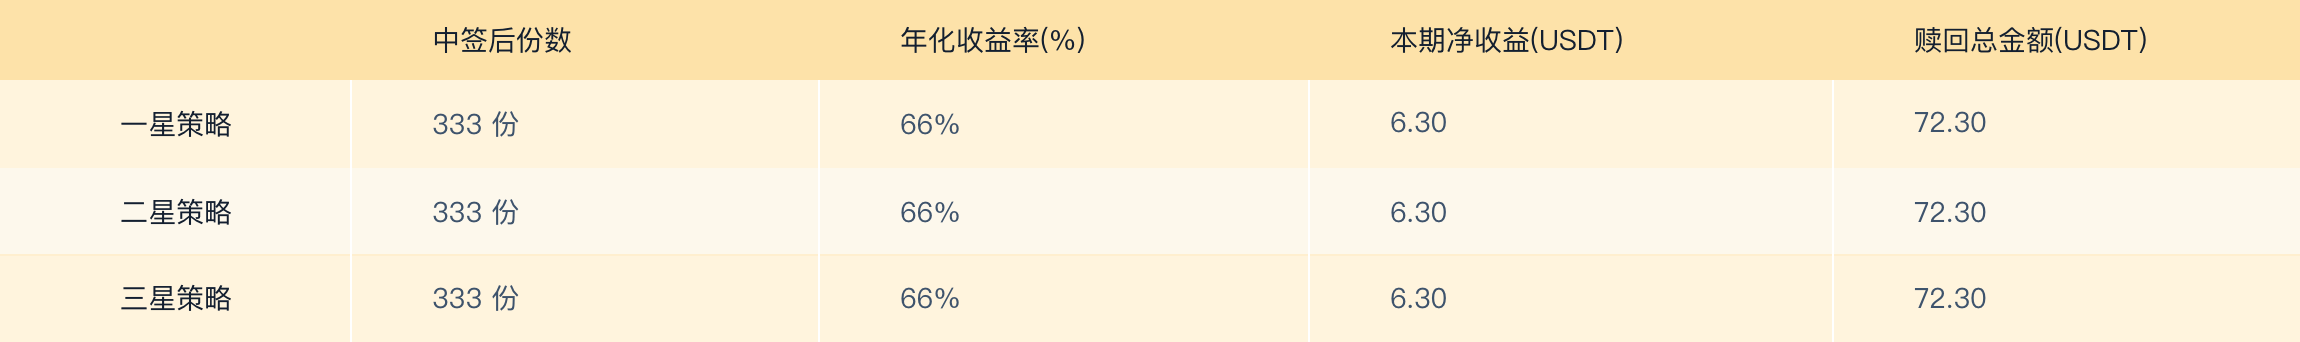 中签后份数 年化收益率(%) 本期净收益(USDT) 赎回总金额(USDT)
一星策略 333 份 66% 6.30 72.30
二星策略 333 份 66% 6.30 72.30
三星策略 333 份 66% 6.30 72.30